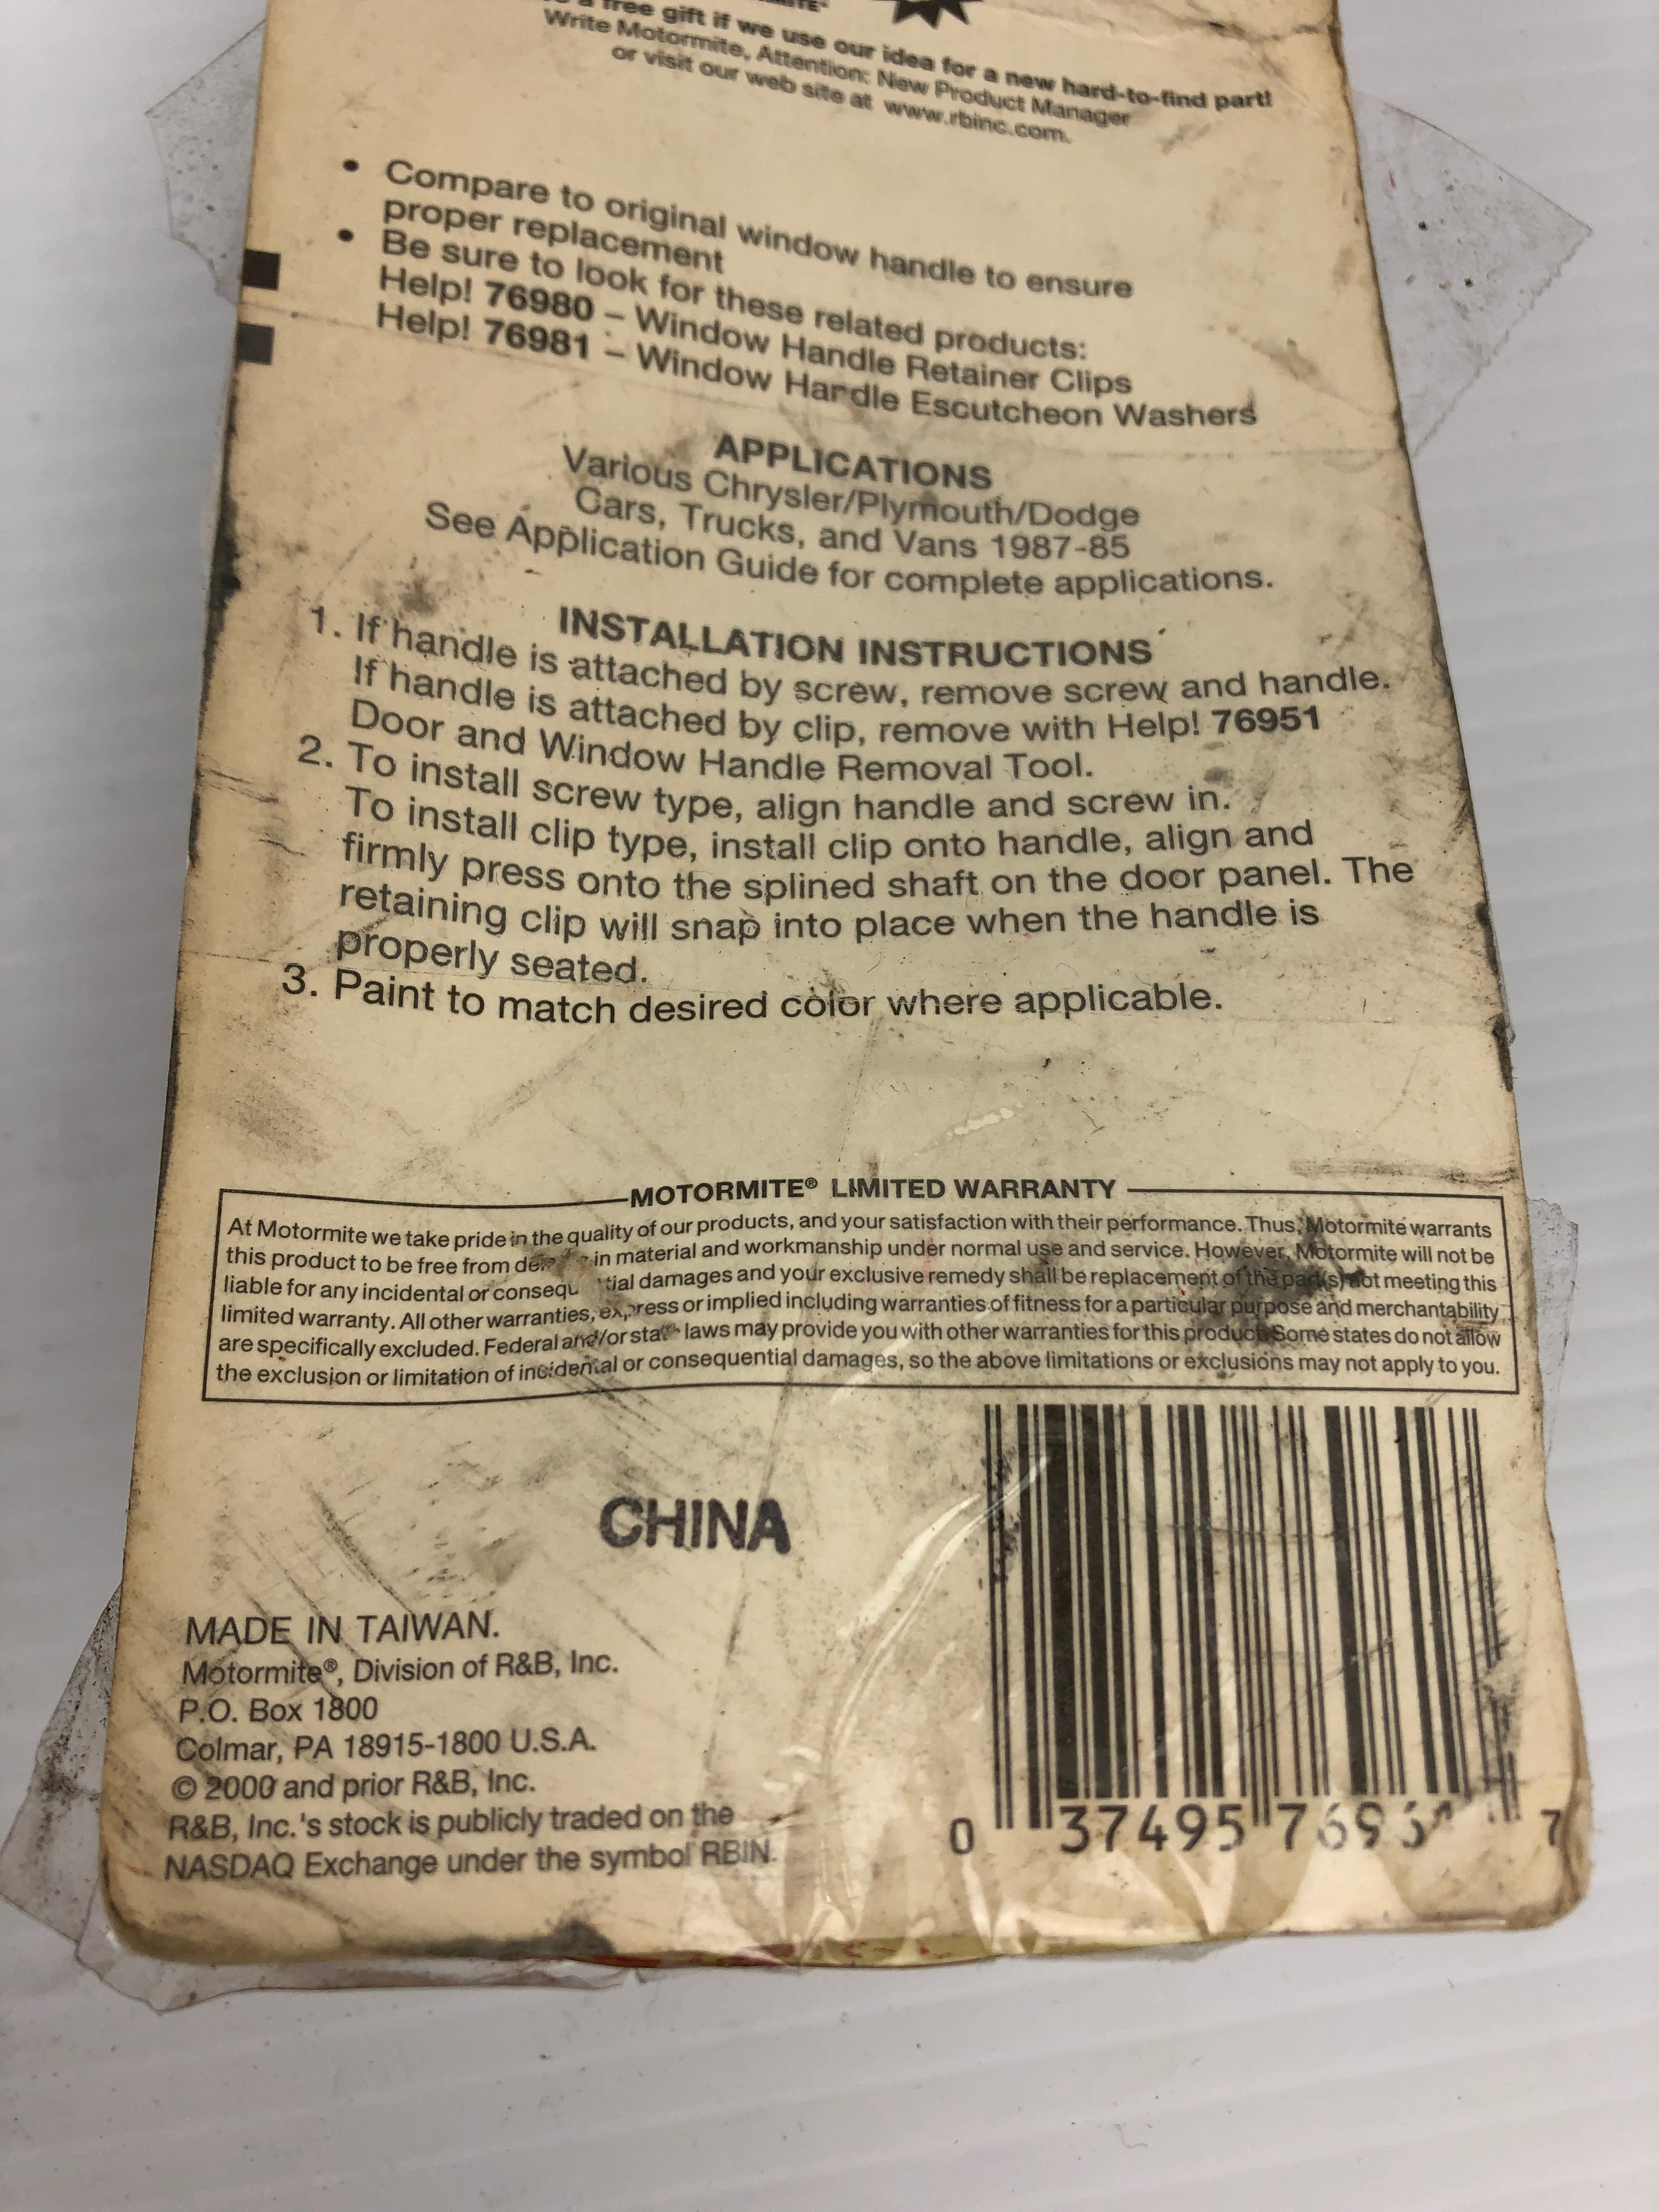 a free gift if we use our idea for a new hard-to-find part!
Write Motormite, Attention: New Product Manager
or visit our web site at www.rbinc.com.
• Compare to original window handle to ensure
proper replacement
• Be sure to look for these related products:
Help! 76980 – Window Handle Retainer Clips
Help! 76981 – Window Handle Escutcheon Washers
APPLICATIONS
Various Chrysler/Plymouth/Dodge
Cars, Trucks, and Vans 1987-85
See Application Guide for complete applications.
INSTALLATION INSTRUCTIONS
1. If handle is attached by screw, remove screw and handle.
If handle is attached by clip, remove with Help! 76951
Door and Window Handle Removal Tool.
2. To install screw type, align handle and screw in.
To install clip type, install clip onto handle, align and
firmly press onto the splined shaft on the door panel. The
retaining clip will snap into place when the handle is
properly seated.
3. Paint to match desired color where applicable.
MOTORMITE® LIMITED WARRANTY
At Motormite we take pride in the quality of our products, and your satisfaction with their performance. Thus, Motormite warrants
this product to be free from in material and workmanship under normal use and service. However, Motormite will not be
liable for any incidental or consequential damages and your exclusive remedy shall be replacement of the part(s) not meeting this
limited warranty. All other warranties, express or implied including warranties of fitness for a particular purpose and merchantability
are specifically excluded. Federal and/or state laws may provide you with other warranties for this product. Some states do not allow
the exclusion or limitation of incidental or consequential damages, so the above limitations or exclusions may not apply to you.
CHINA
MADE IN TAIWAN.
Motormite®, Division of R&B, Inc.
P.O. Box 1800
Colmar, PA 18915-1800 U.S.A.
© 2000 and prior R&B, Inc.
R&B, Inc.'s stock is publicly traded on the
NASDAQ Exchange under the symbol RBIN.
0 37495 7